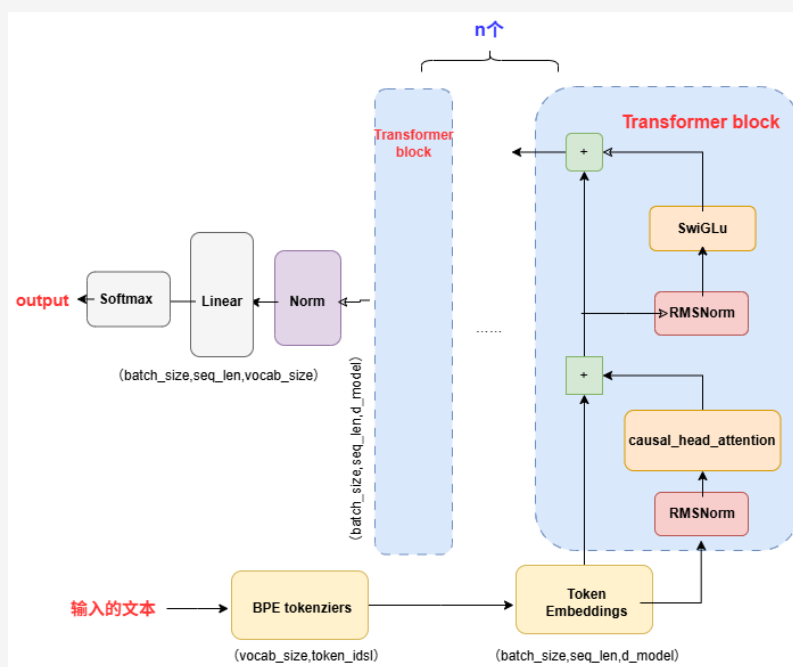 n个
Transformer block
Transformer
block
+
SwiGLu
output
Softmax
Linear
Norm
RMSNorm
......
(batch_size,seq_len,vocab_size)
(batch_size,seq_len,d_model)
+
causal_head_attention
RMSNorm
输入的文本
BPE tokenziers
Token
Embeddings
(vocab_size,token_idsl)
(batch_size,seq_len,d_model)